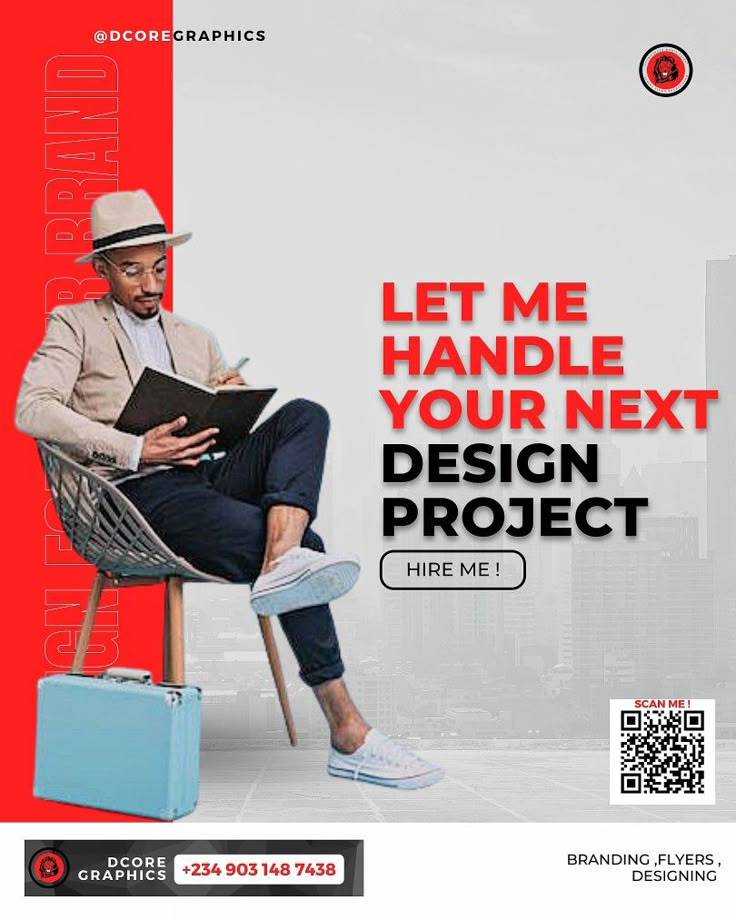 @DCOREGRAPHICS
LET ME
HANDLE
YOUR NEXT
DESIGN
PROJECT
HIRE ME !
SCAN ME !
DCORE
GRAPHICS
+234 903 148 7438
BRANDING ,FLYERS ,
DESIGNING
BRAND